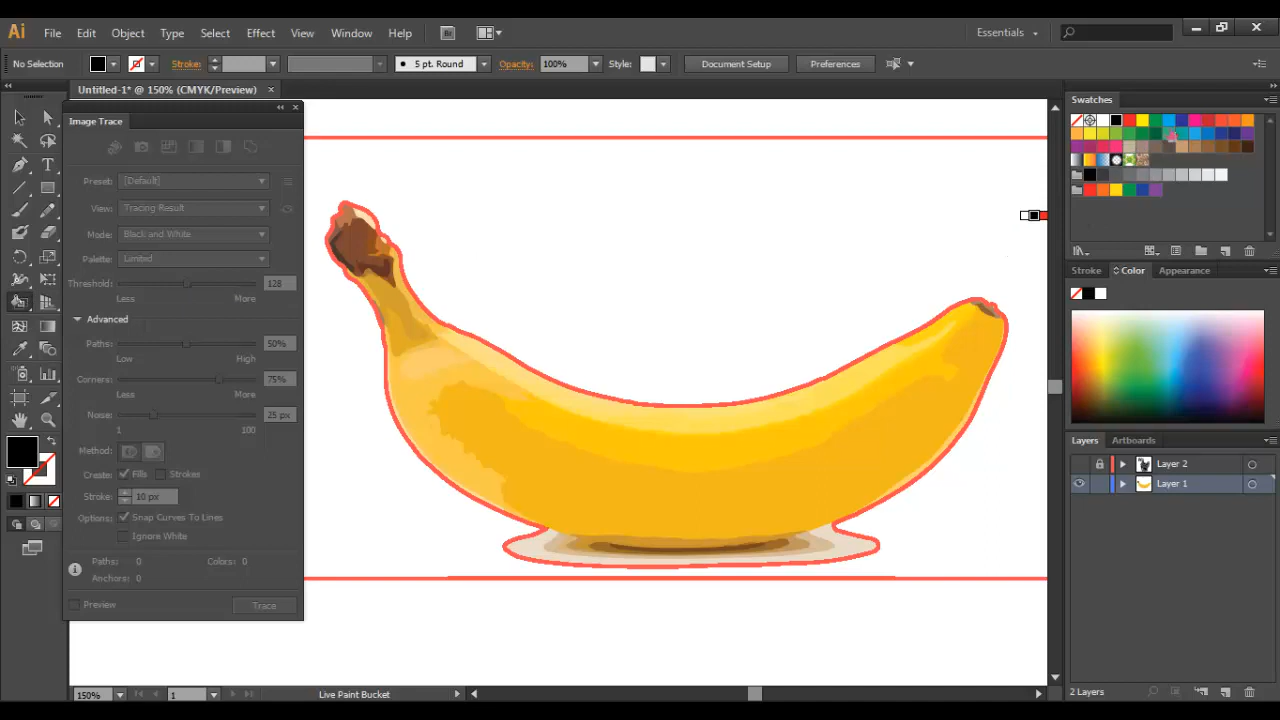 Ai File Edit Object Type Select Effect View Window Help Br Essentials
No Selection Stroke: 5 pt. Round Opacity: 100% Style: Document Setup Preferences
Untitled-1* @ 150% (CMYK/Preview)
Image Trace
Preset: [Default]
View: Tracing Result
Mode: Black and White
Palette: Limited
Threshold: 128
Less More
Advanced
Paths: 50%
Low High
Corners: 75%
Less More
Noise: 25 px
1 100
Method:
Create: Fills Strokes
Stroke: 10 px
Options: Snap Curves To Lines
Ignore White
Paths: 0 Colors: 0
Anchors: 0
Preview Trace
Swatches
Stroke Color Appearance
Layers Artboards
Layer 2
Layer 1
2 Layers
150% 1 Live Paint Bucket